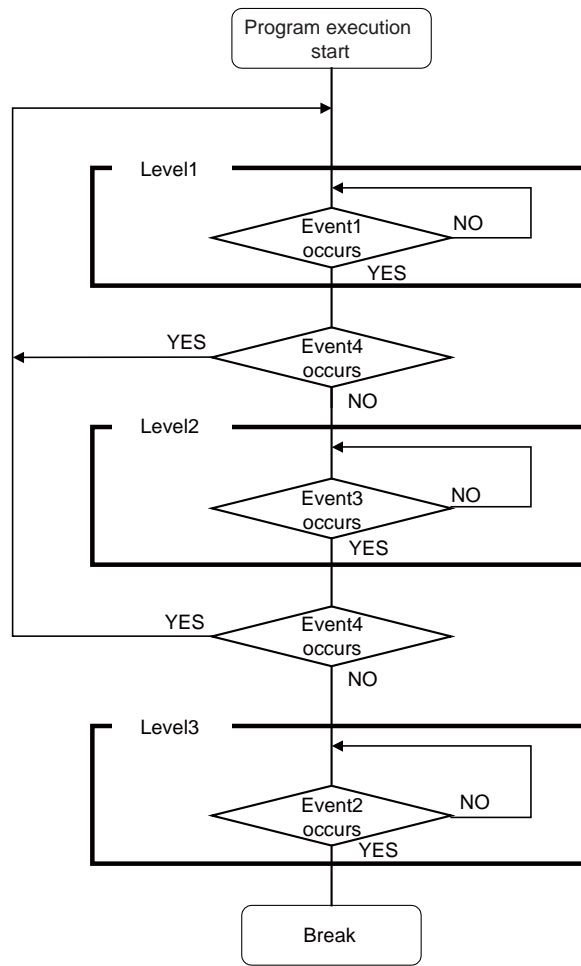 Program execution
start
Level1
Event1
occurs
NO
YES
YES
Event4
occurs
NO
Level2
Event3
occurs
NO
YES
YES
Event4
occurs
NO
Level3
Event2
occurs
NO
YES
Break